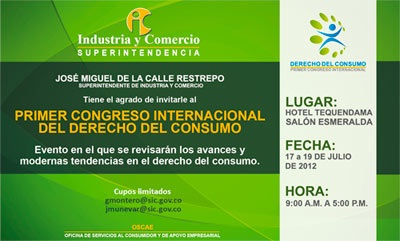 Industria y Comercio
SUPERINTENDENCIA
JOSÉ MIGUEL DE LA CALLE RESTREPO
SUPERINTENDENTE DE INDUSTRIA Y COMERCIO
Tiene el agrado de invitarle al
PRIMER CONGRESO INTERNACIONAL
DEL DERECHO DEL CONSUMO
Evento en el que se revisarán los avances y
modernas tendencias en el derecho del consumo.
Cupos limitados
gmontero@sic.gov.co
jmunevar@sic.gov.co
OSCAE
OFICINA DE SERVICIOS AL CONSUMIDOR Y DE APOYO EMPRESARIAL
DERECHO DEL CONSUMO
PRIMER CONGRESO INTERNACIONAL
LUGAR:
HOTEL TEQUENDAMA
SALÓN ESMERALDA
FECHA:
17 a 19 DE JULIO
DE 2012
HORA:
9:00 A.M. A 5:00 P.M.